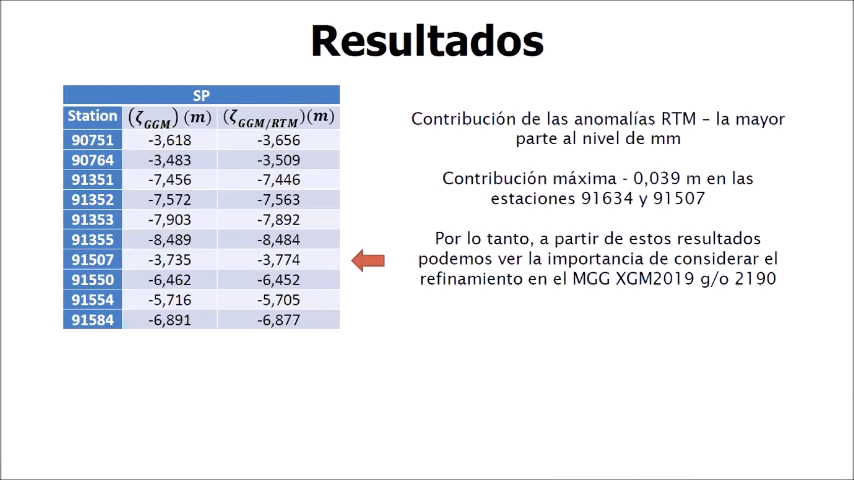 Resultados
SP
Station (ζGGM) (m) (ζGGM/RTM)(m)
90751 -3,618 -3,656
90764 -3,483 -3,509
91351 -7,456 -7,446
91352 -7,572 -7,563
91353 -7,903 -7,892
91355 -8,489 -8,484
91507 -3,735 -3,774
91550 -6,462 -6,452
91554 -5,716 -5,705
91584 -6,891 -6,877
Contribución de las anomalías RTM – la mayor
parte al nivel de mm
Contribución máxima - 0,039 m en las
estaciones 91634 y 91507
Por lo tanto, a partir de estos resultados
podemos ver la importancia de considerar el
refinamiento en el MGG XGM2019 g/o 2190